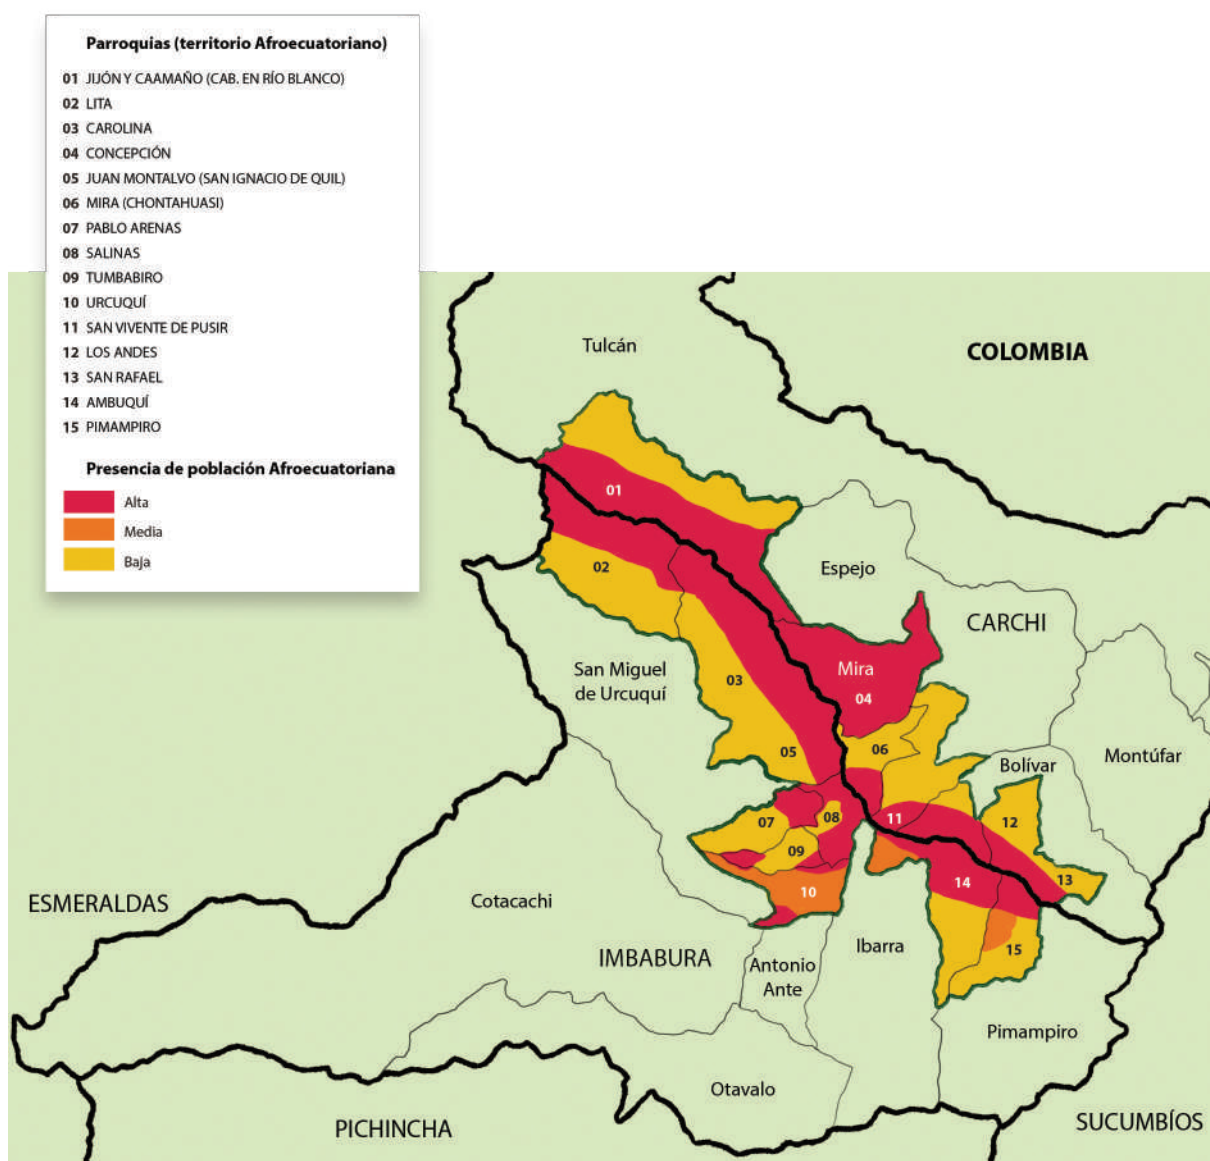 Parroquias (territorio Afroecuatoriano)
01 JIJÓN Y CAAMAÑO (CAB. EN RÍO BLANCO)
02 LITA
03 CAROLINA
04 CONCEPCIÓN
05 JUAN MONTALVO (SAN IGNACIO DE QUIL)
06 MIRA (CHONTAHUASI)
07 PABLO ARENAS
08 SALINAS
09 TUMBABIRO
10 URCUQUÍ
11 SAN VIVENTE DE PUSIR
12 LOS ANDES
13 SAN RAFAEL
14 AMBUQUÍ
15 PIMAMPIRO
Presencia de población Afroecuatoriana
Alta
Media
Baja
Tulcán
COLOMBIA
01
02
Espejo
CARCHI
San Miguel
de Urcuquí
03
Mira
04
05
06
Bolívar
Montúfar
07
08
11
12
09
10
14
13
ESMERALDAS
Cotacachi
IMBABURA
Antonio
Ante
Ibarra
15
Pimampiro
Otavalo
PICHINCHA
SUCUMBÍOS